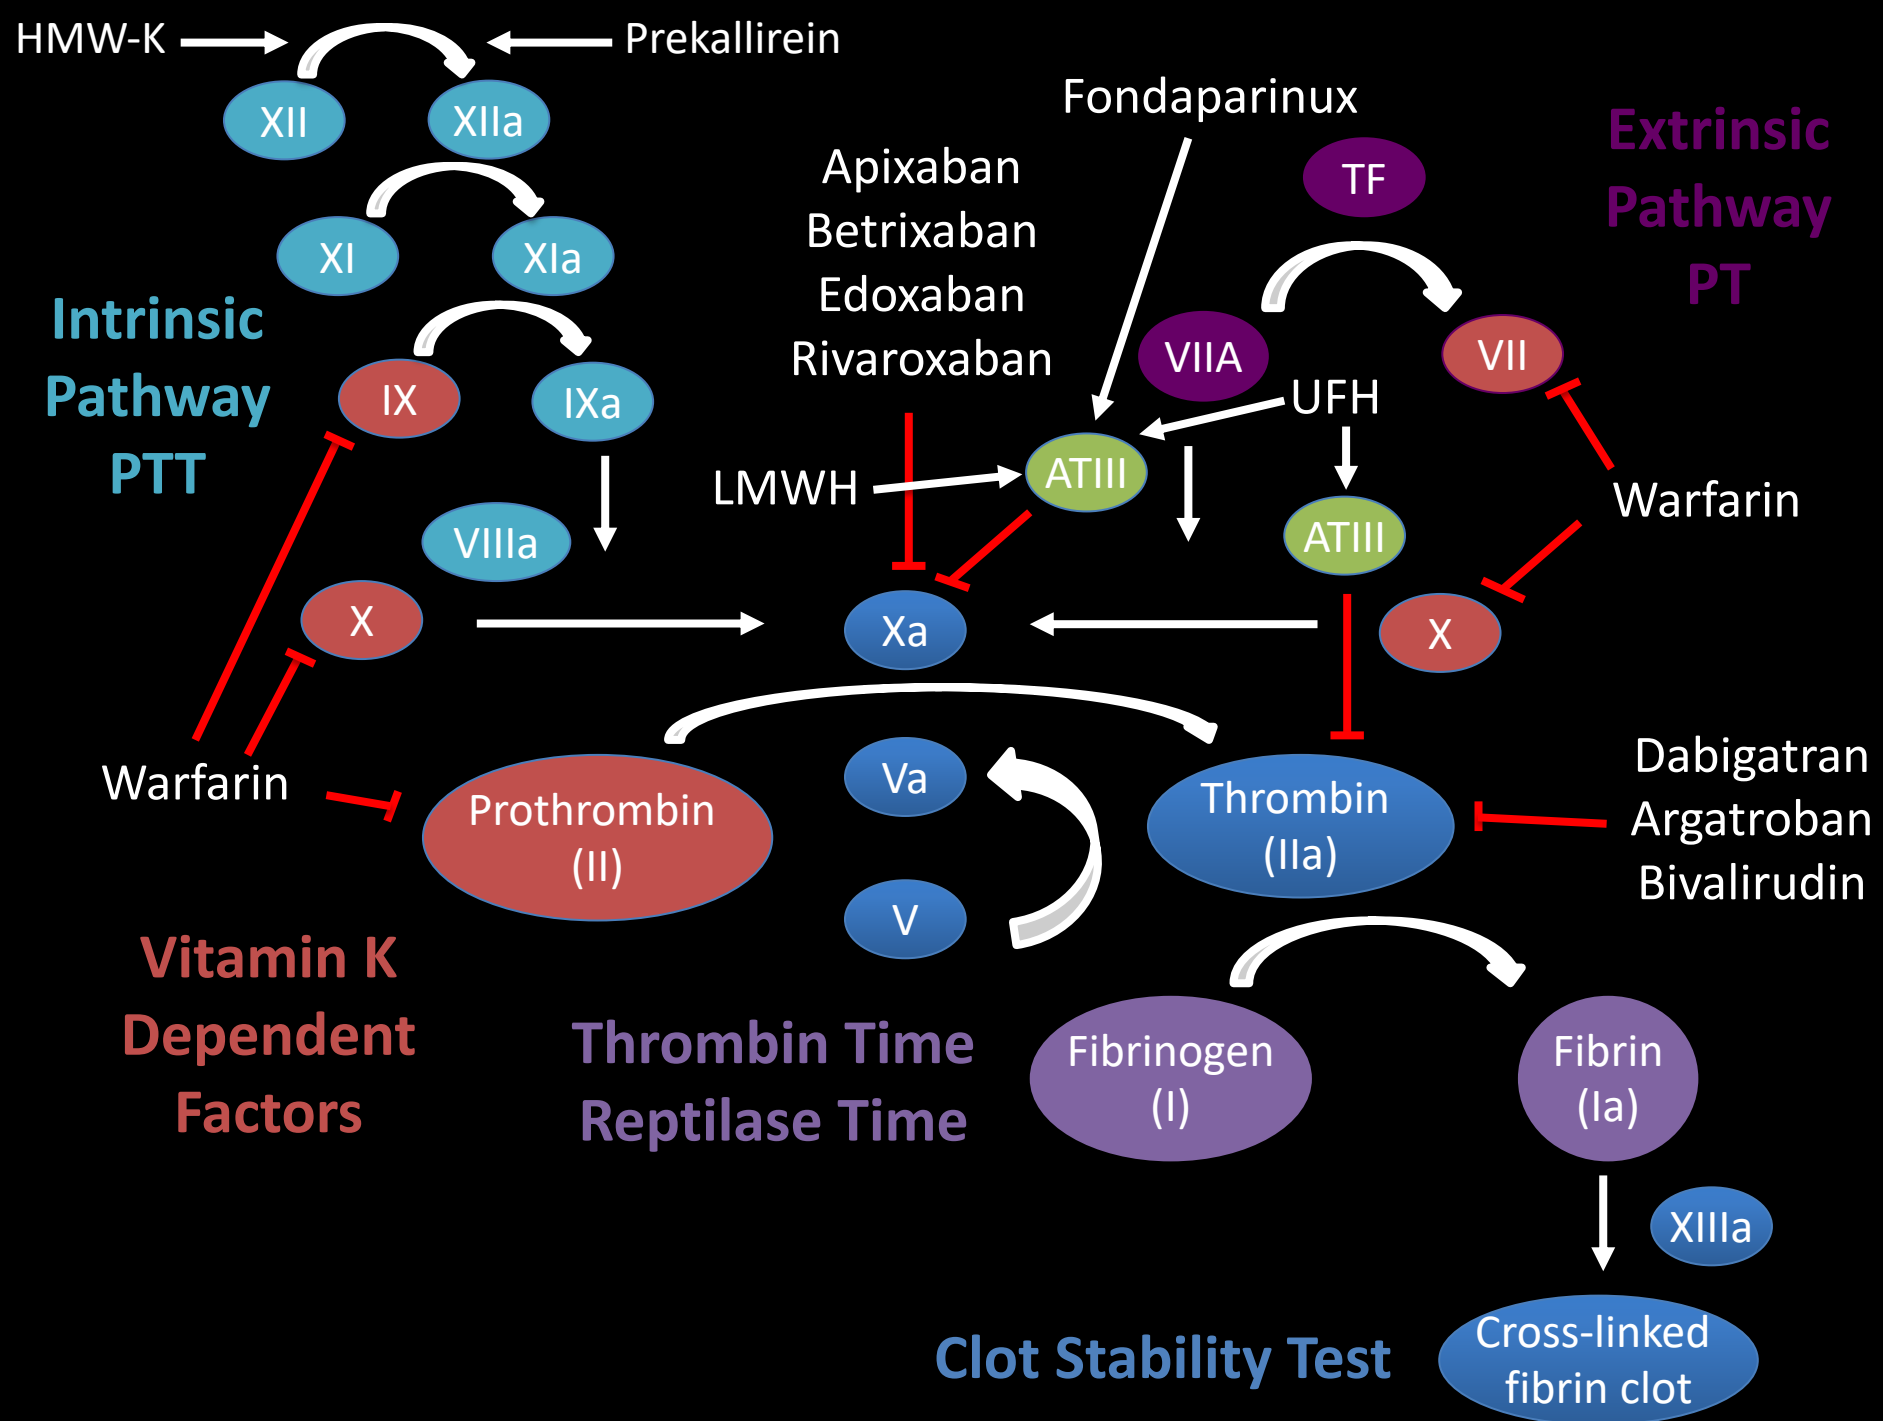 HMW-K
Prekallirein
XII
XIIa
XI
XIa
Intrinsic
Pathway
PTT
IX
IXa
VIIIa
X
Apixaban
Betrixaban
Edoxaban
Rivaroxaban
Fondaparinux
TF
Extrinsic
Pathway
PT
VIIA
VII
UFH
LMWH
ATIII
ATIII
Warfarin
Xa
X
Warfarin
Prothrombin
(II)
Va
V
Thrombin
(IIa)
Dabigatran
Argatroban
Bivalirudin
Vitamin K
Dependent
Factors
Thrombin Time
Reptilase Time
Fibrinogen
(I)
Fibrin
(Ia)
XIIIa
Clot Stability Test
Cross-linked
fibrin clot